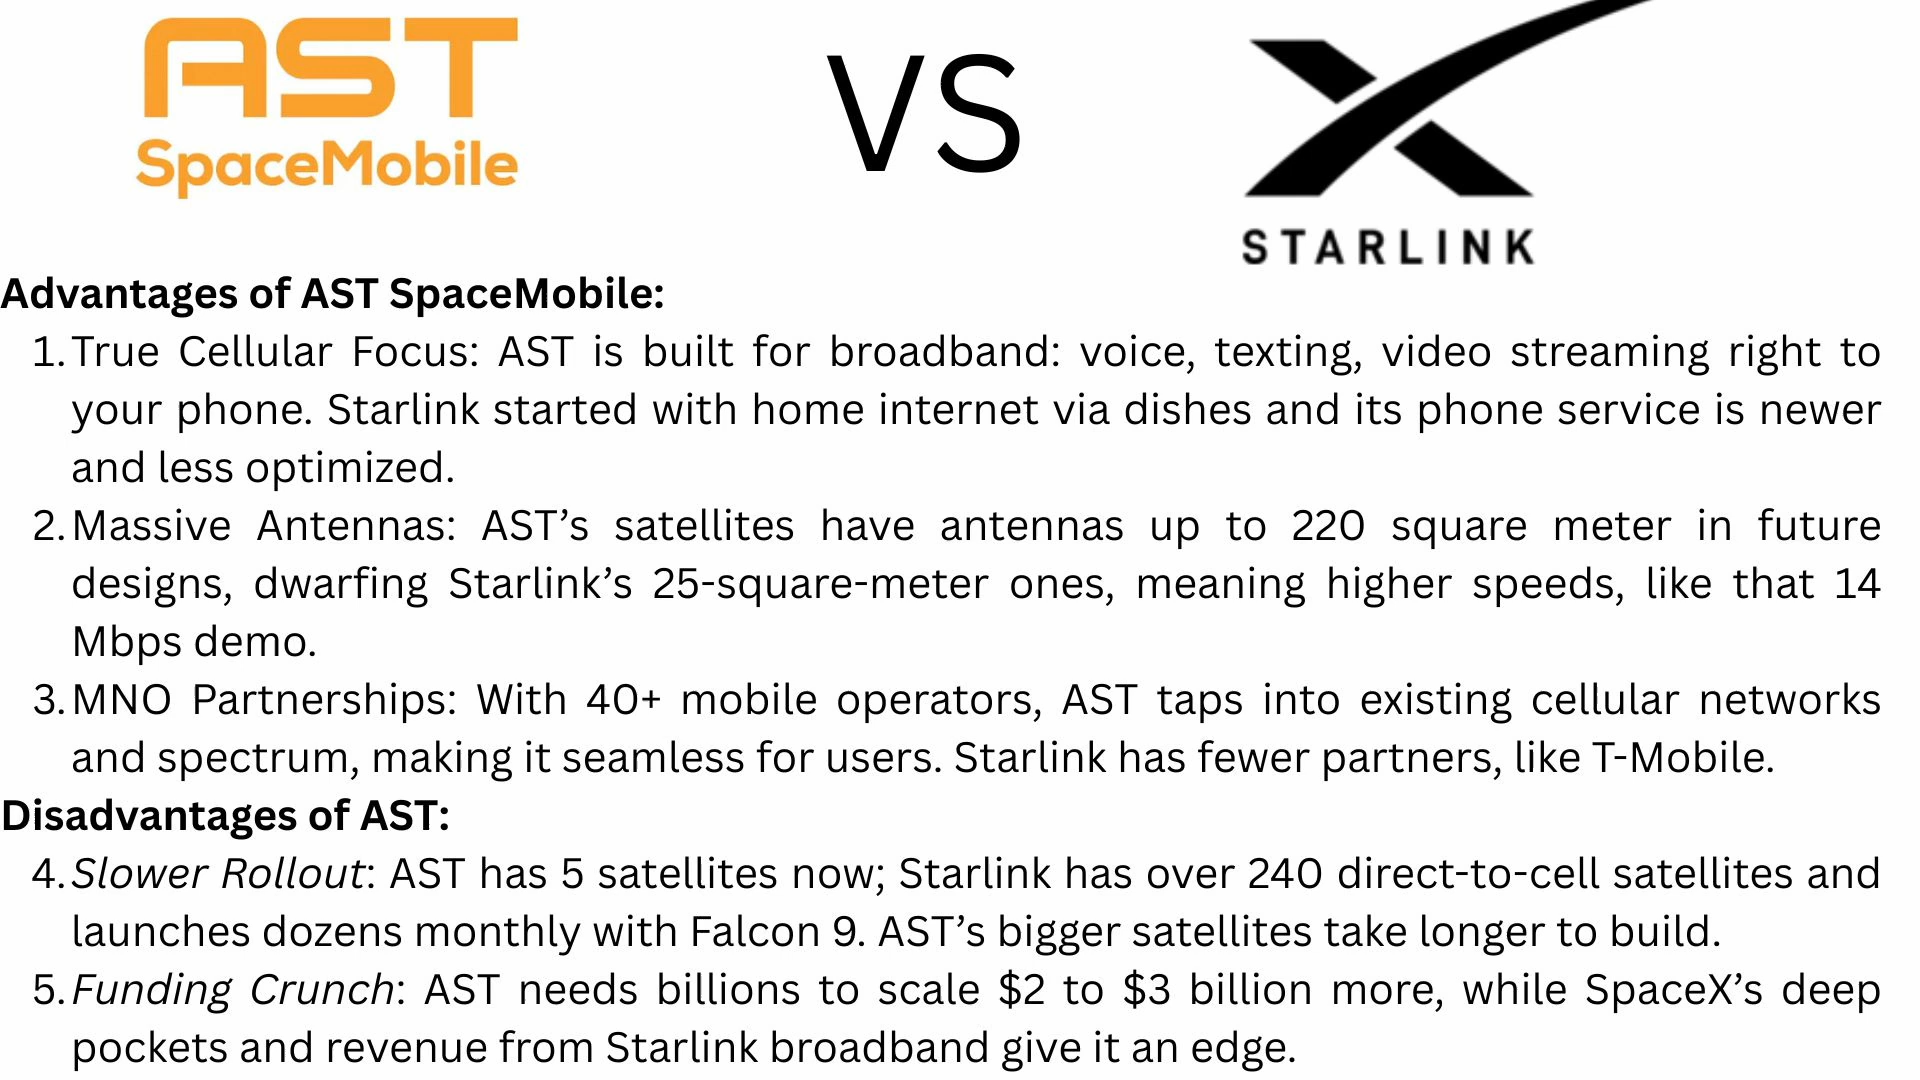 AST
SpaceMobile
VS
STARLINK
Advantages of AST SpaceMobile:
1. True Cellular Focus: AST is built for broadband: voice, texting, video streaming right to
your phone. Starlink started with home internet via dishes and its phone service is newer
and less optimized.
2. Massive Antennas: AST’s satellites have antennas up to 220 square meter in future
designs, dwarfing Starlink’s 25-square-meter ones, meaning higher speeds, like that 14
Mbps demo.
3. MNO Partnerships: With 40+ mobile operators, AST taps into existing cellular networks
and spectrum, making it seamless for users. Starlink has fewer partners, like T-Mobile.
Disadvantages of AST:
4. Slower Rollout: AST has 5 satellites now; Starlink has over 240 direct-to-cell satellites and
launches dozens monthly with Falcon 9. AST’s bigger satellites take longer to build.
5. Funding Crunch: AST needs billions to scale $2 to $3 billion more, while SpaceX’s deep
pockets and revenue from Starlink broadband give it an edge.